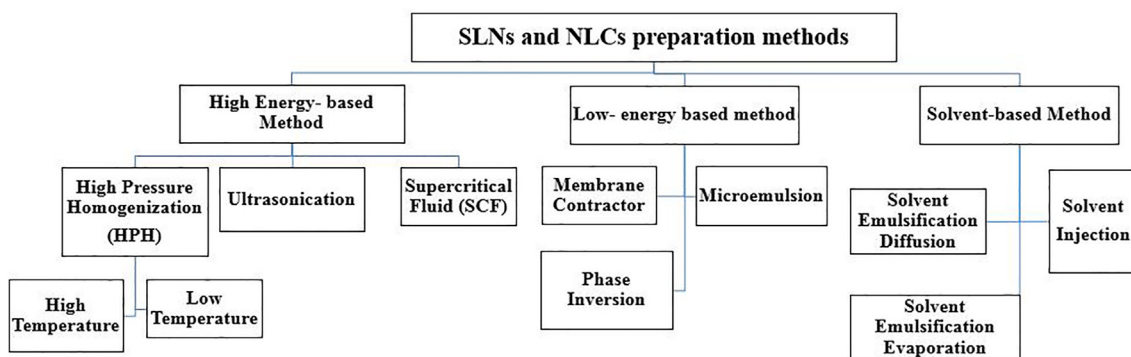 SLNs and NLCs preparation methods
High Energy- based
Method
Low- energy based method
Solvent-based Method
High Pressure
Homogenization
(HPH)
Ultrasonication
Supercritical
Fluid (SCF)
Membrane
Contractor
Microemulsion
Solvent
Emulsification
Diffusion
Solvent
Injection
High
Temperature
Low
Temperature
Phase
Inversion
Solvent
Emulsification
Evaporation